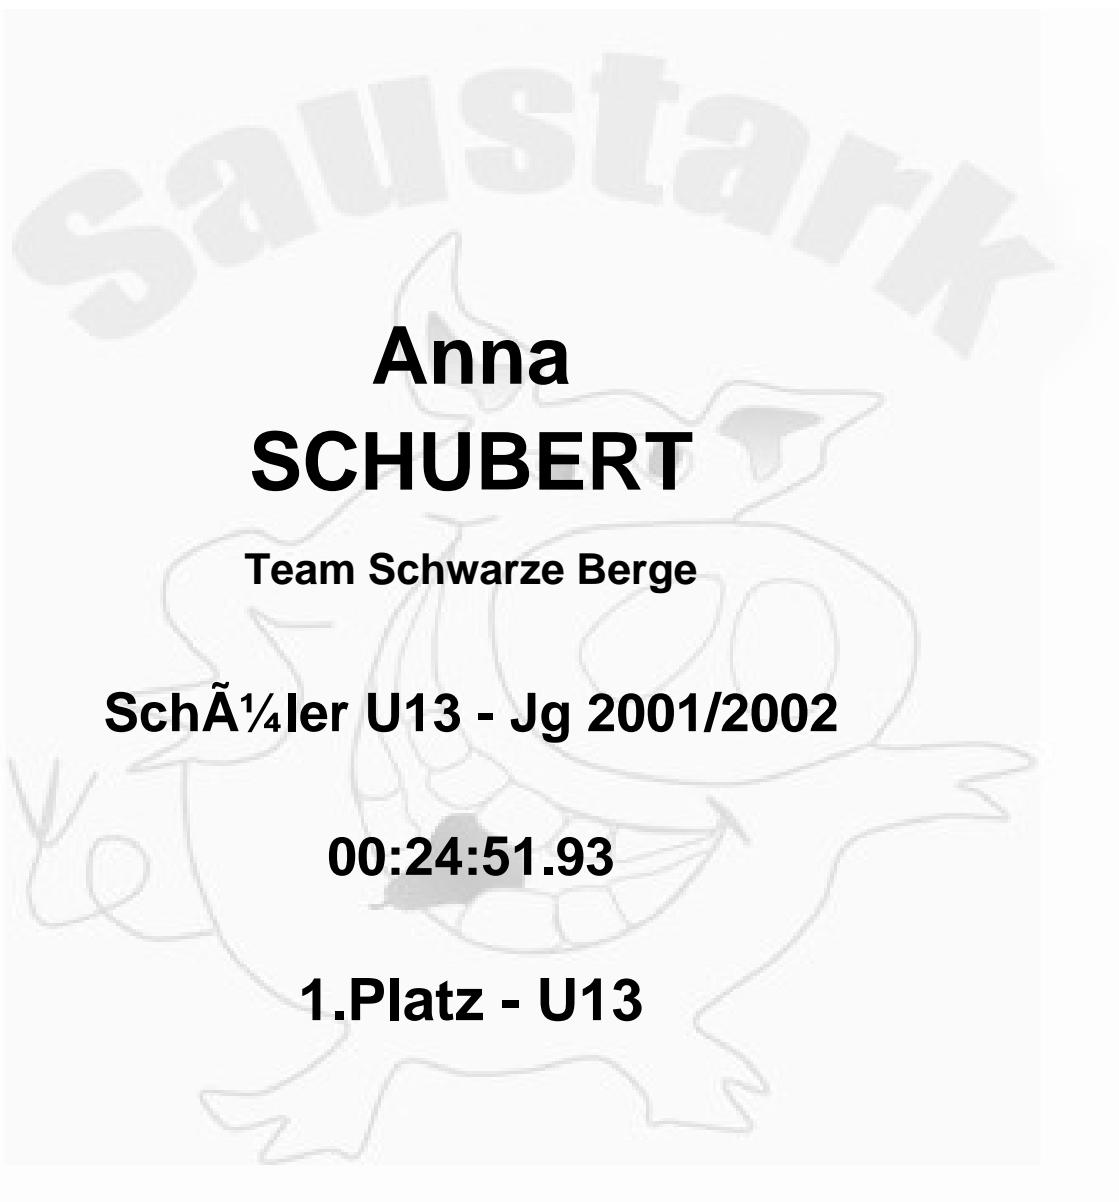 Saustark
Anna
SCHUBERT
Team Schwarze Berge
SchÃ¼ler U13 - Jg 2001/2002
00:24:51.93
1.Platz - U13